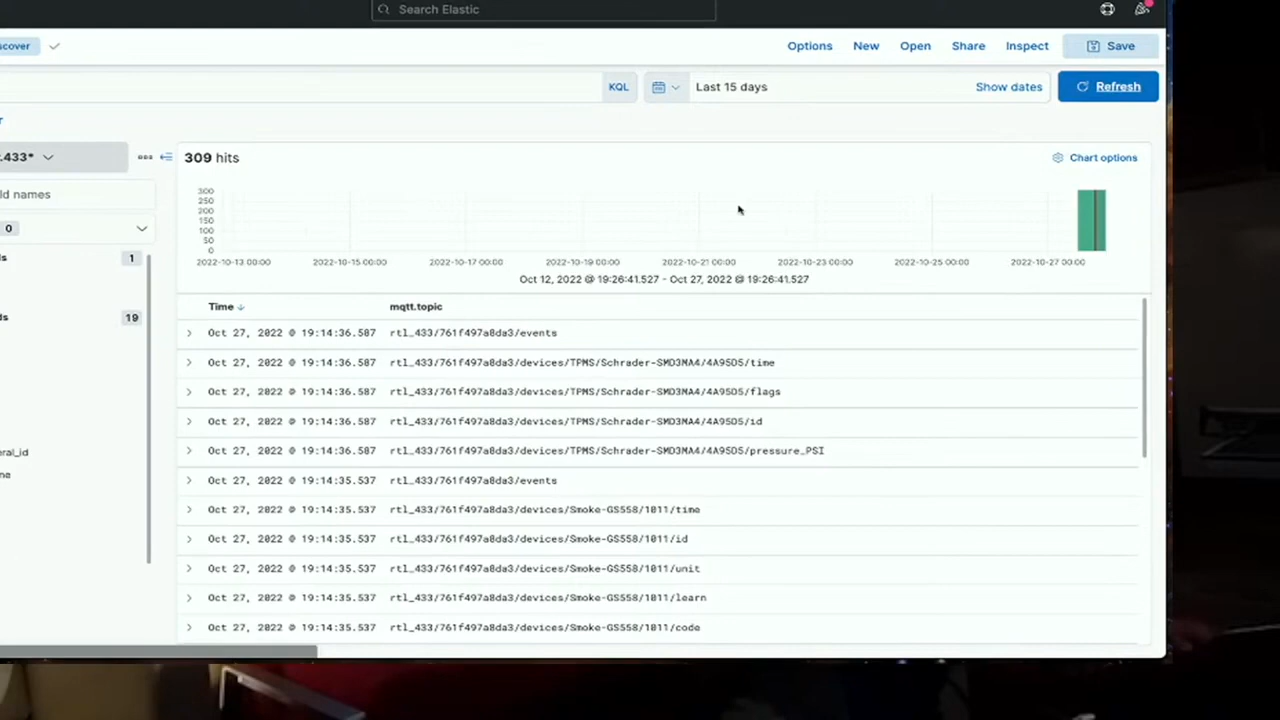 Search Elastic
scover
Options New Open Share Inspect Save
KQL Last 15 days Show dates Refresh
.433*
309 hits
Chart options
ld names
0
s 1
ds 19
eral_id
me
300
250
200
150
100
50
0
2022-10-13 00:00 2022-10-15 00:00 2022-10-17 00:00 2022-10-19 00:00 2022-10-21 00:00 2022-10-23 00:00 2022-10-25 00:00 2022-10-27 00:00
Oct 12, 2022 @ 19:26:41.527 - Oct 27, 2022 @ 19:26:41.527
Time mqtt.topic
Oct 27, 2022 @ 19:14:36.587 rtl_433/761f497a8da3/events
Oct 27, 2022 @ 19:14:36.587 rtl_433/761f497a8da3/devices/TPMS/Schrader-SMD3MA4/4A95D5/time
Oct 27, 2022 @ 19:14:36.587 rtl_433/761f497a8da3/devices/TPMS/Schrader-SMD3MA4/4A95D5/flags
Oct 27, 2022 @ 19:14:36.587 rtl_433/761f497a8da3/devices/TPMS/Schrader-SMD3MA4/4A95D5/id
Oct 27, 2022 @ 19:14:36.587 rtl_433/761f497a8da3/devices/TPMS/Schrader-SMD3MA4/4A95D5/pressure_PSI
Oct 27, 2022 @ 19:14:35.537 rtl_433/761f497a8da3/events
Oct 27, 2022 @ 19:14:35.537 rtl_433/761f497a8da3/devices/Smoke-GS558/1011/time
Oct 27, 2022 @ 19:14:35.537 rtl_433/761f497a8da3/devices/Smoke-GS558/1011/id
Oct 27, 2022 @ 19:14:35.537 rtl_433/761f497a8da3/devices/Smoke-GS558/1011/unit
Oct 27, 2022 @ 19:14:35.537 rtl_433/761f497a8da3/devices/Smoke-GS558/1011/learn
Oct 27, 2022 @ 19:14:35.537 rtl_433/761f497a8da3/devices/Smoke-GS558/1011/code